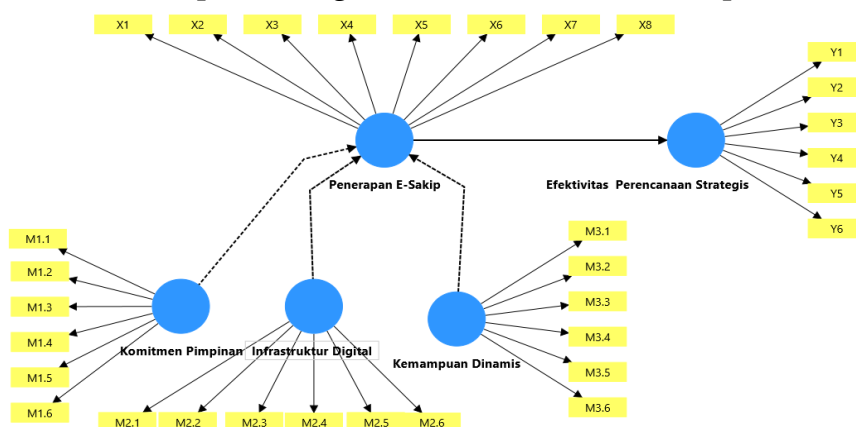 X1 X2 X3 X4 X5 X6 X7 X8
Y1
Y2
Y3
Y4
Y5
Y6
Penerapan E-Sakip
Efektivitas Perencanaan Strategis
M1.1
M1.2
M1.3
M1.4
M1.5
M1.6
Komitmen Pimpinan
Infrastruktur Digital
Kemampuan Dinamis
M3.1
M3.2
M3.3
M3.4
M3.5
M3.6
M2.1 M2.2 M2.3 M2.4 M2.5 M2.6